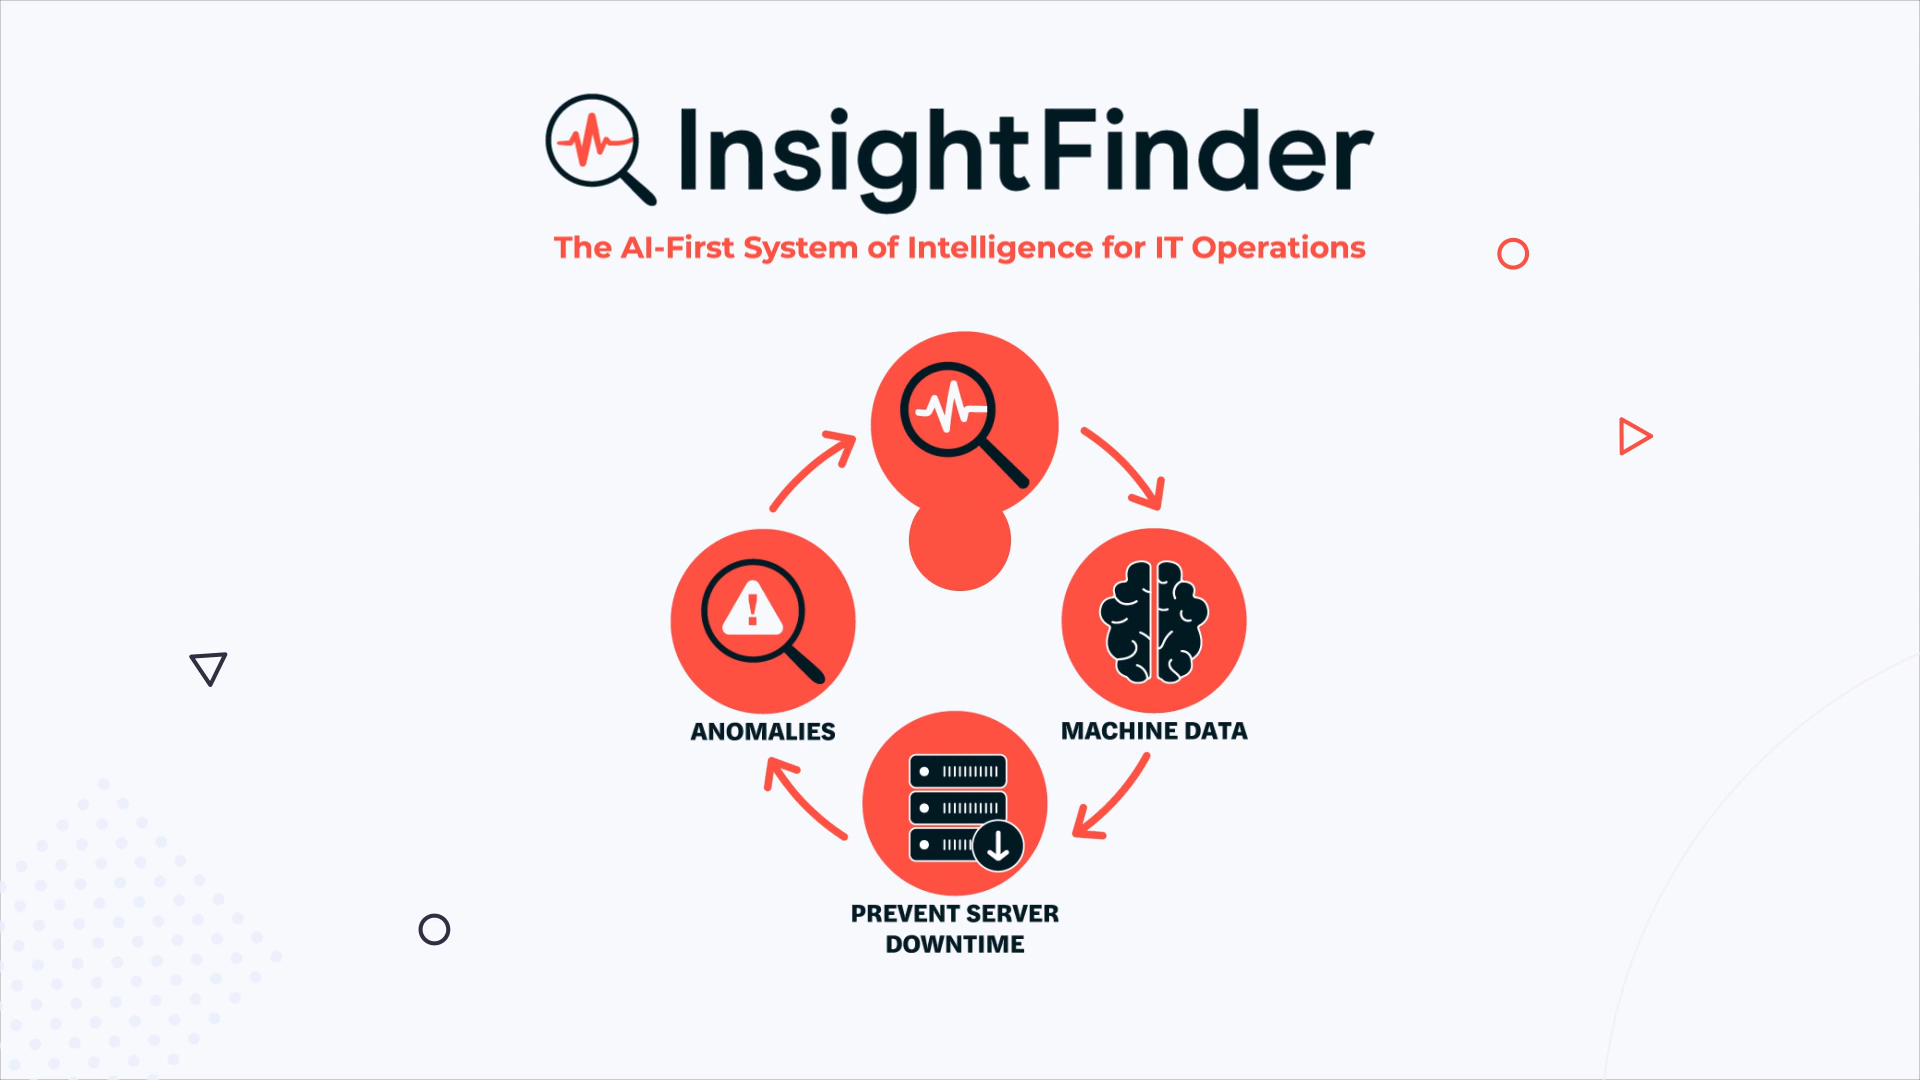 InsightFinder
The AI-First System of Intelligence for IT Operations
ANOMALIES
MACHINE DATA
PREVENT SERVER
DOWNTIME